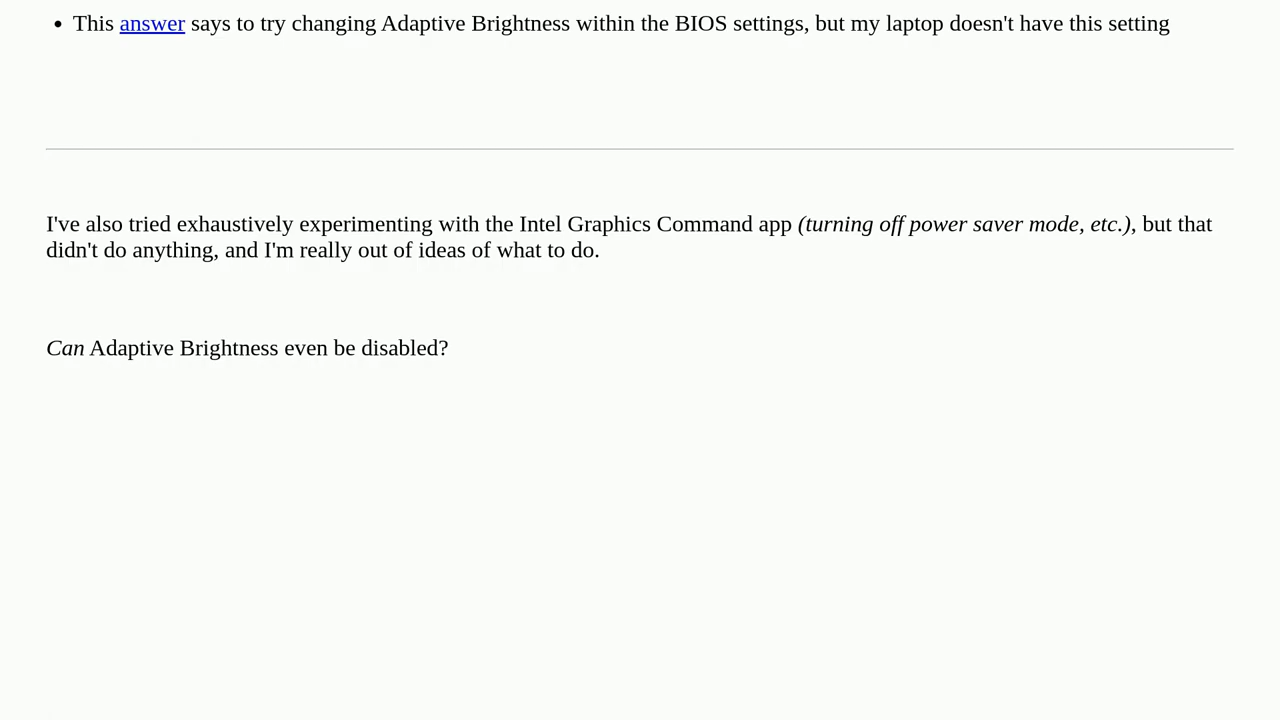 • This answer says to try changing Adaptive Brightness within the BIOS settings, but my laptop doesn't have this setting
I've also tried exhaustively experimenting with the Intel Graphics Command app (turning off power saver mode, etc.), but that
didn't do anything, and I'm really out of ideas of what to do.
Can Adaptive Brightness even be disabled?